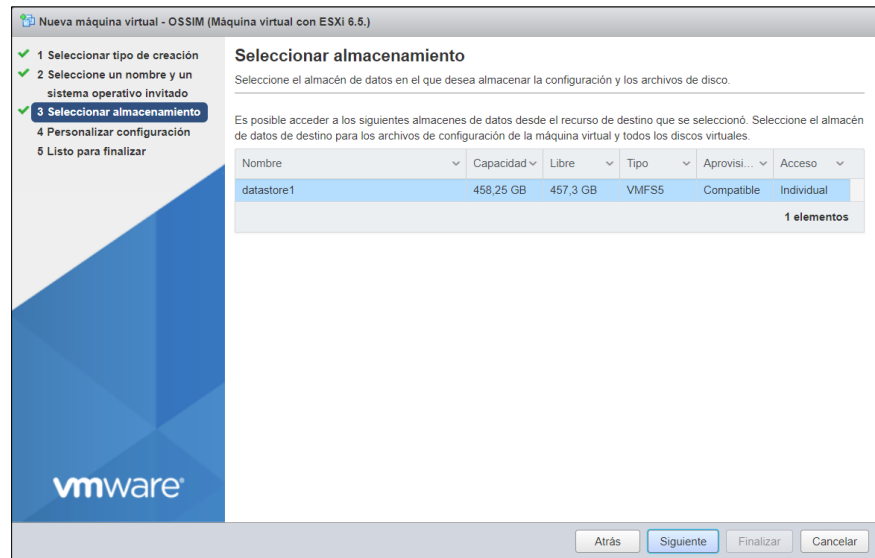 Nueva máquina virtual - OSSIM (Máquina virtual con ESXi 6.5.)
1 Seleccionar tipo de creación
2 Seleccione un nombre y un
sistema operativo invitado
3 Seleccionar almacenamiento
4 Personalizar configuración
5 Listo para finalizar
Seleccionar almacenamiento
Seleccione el almacén de datos en el que desea almacenar la configuración y los archivos de disco.
Es posible acceder a los siguientes almacenes de datos desde el recurso de destino que se seleccionó. Seleccione el almacén
de datos de destino para los archivos de configuración de la máquina virtual y todos los discos virtuales.
Nombre Capacidad Libre Tipo Aprovisi... Acceso
datastore1 458,25 GB 457,3 GB VMFS5 Compatible Individual
1 elementos
vmware®
Atrás Siguiente Finalizar Cancelar